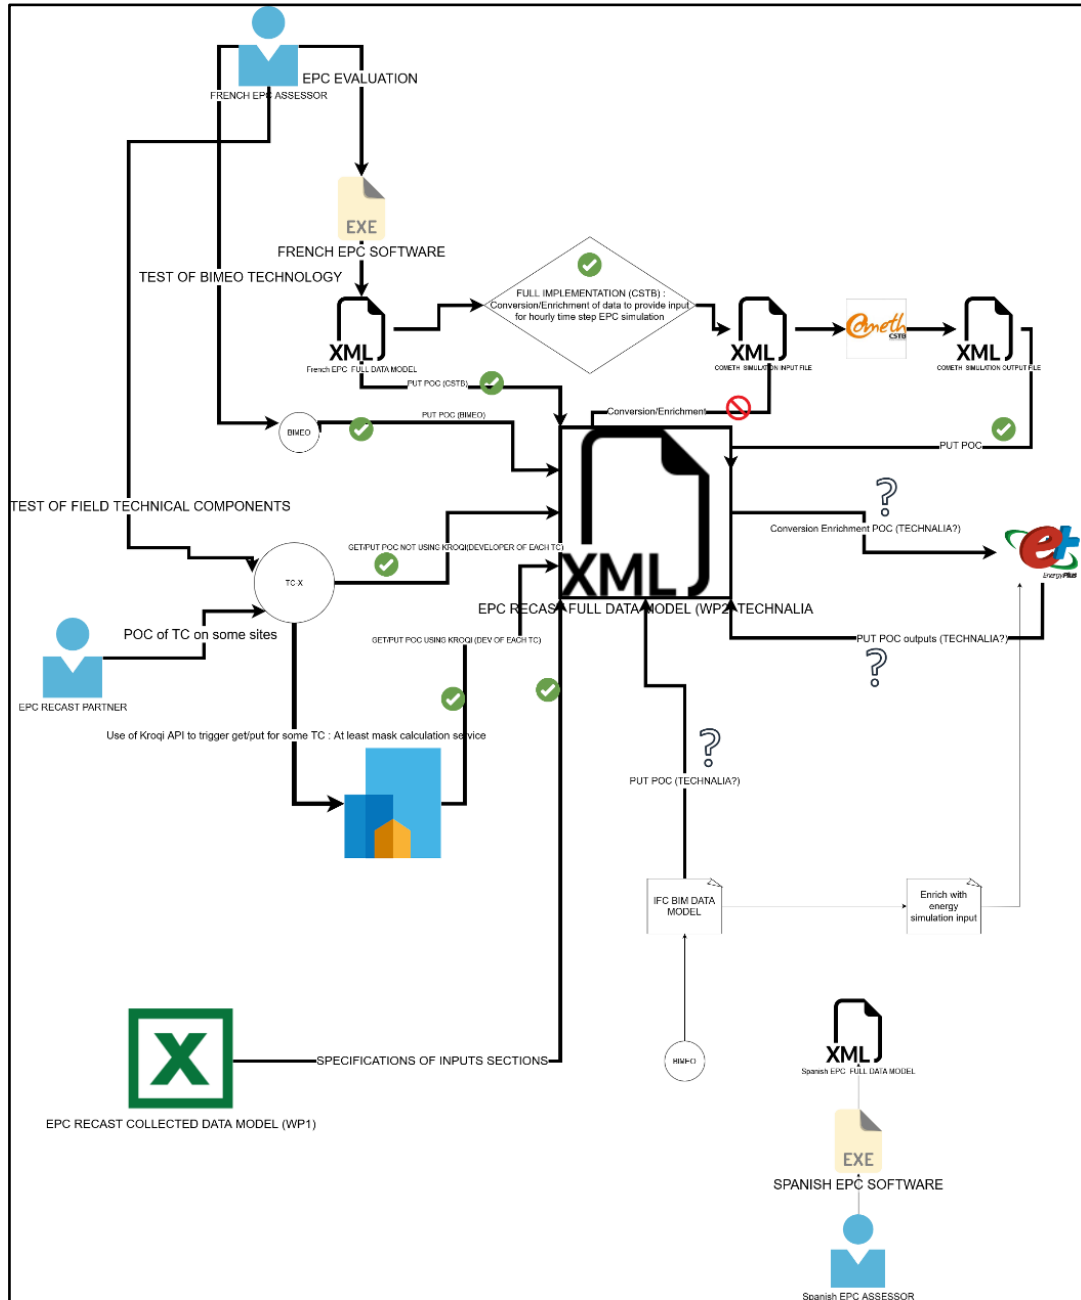 EPC EVALUATION
FRENCH EPC ASSESSOR
EXE
FRENCH EPC SOFTWARE
TEST OF BIMEO TECHNOLOGY
FULL IMPLEMENTATION (CSTB) :
Conversion/Enrichment of data to provide input
for hourly time step EPC simulation
XML
French EPC FULL DATA MODEL
XML
COMETH SIMULATION INPUT FILE
Cometh
CSTB
XML
COMETH SIMULATION OUTPUT FILE
PUT POC (CSTB)
PUT POC (BIMEO)
Conversion/Enrichment
BIMEO
PUT POC
TEST OF FIELD TECHNICAL COMPONENTS
Conversion Enrichment POC (TECHNALIA?)
?
GET/PUT POC NOT USING KROQI(DEVELOPER OF EACH TC)
XML
e+
EnergyPlus
TC-X
EPC RECAST FULL DATA MODEL (WP2) TECHNALIA
POC of TC on some sites
GET/PUT POC USING KROQI (DEV OF EACH TC)
PUT POC outputs (TECHNALIA?)
?
EPC RECAST PARTNER
Use of Kroqi API to trigger get/put for some TC : At least mask calculation service
?
PUT POC (TECHNALIA?)
IFC BIM DATA
MODEL
Enrich with
energy
simulation input
X
SPECIFICATIONS OF INPUTS SECTIONS
BIMEO
XML
Spanish EPC FULL DATA MODEL
EPC RECAST COLLECTED DATA MODEL (WP1)
EXE
SPANISH EPC SOFTWARE
Spanish EPC ASSESSOR